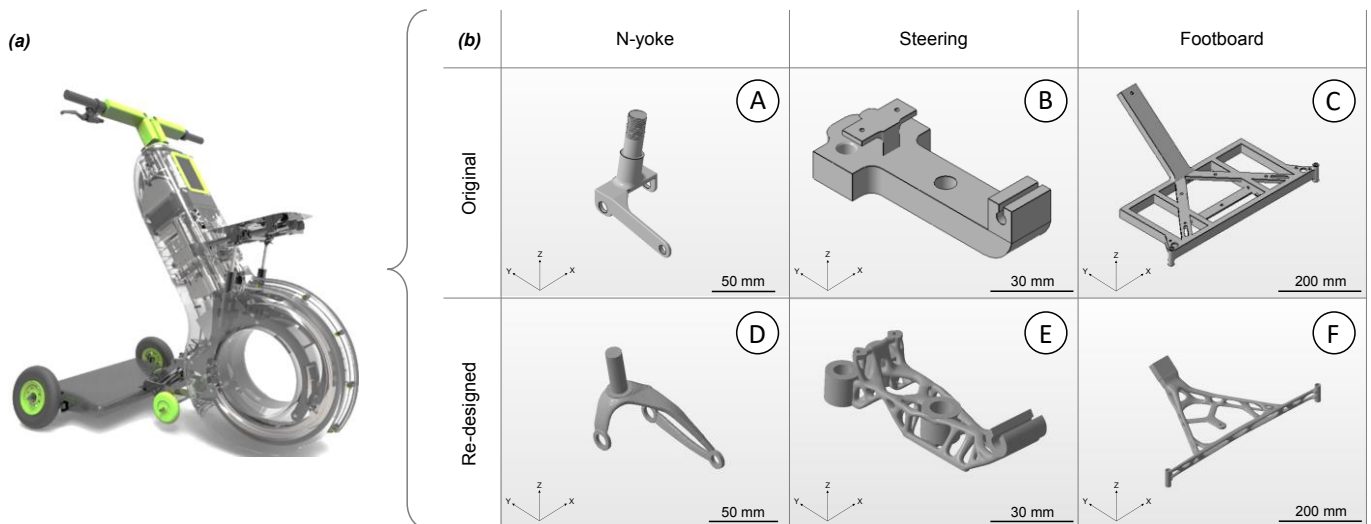 (a)
(b) N-yoke Steering Footboard
Original
A B C
Z Y X Z Y X Z Y X
50 mm 30 mm 200 mm
Re-designed
D E F
Z Y X Z Y X Z Y X
50 mm 30 mm 200 mm